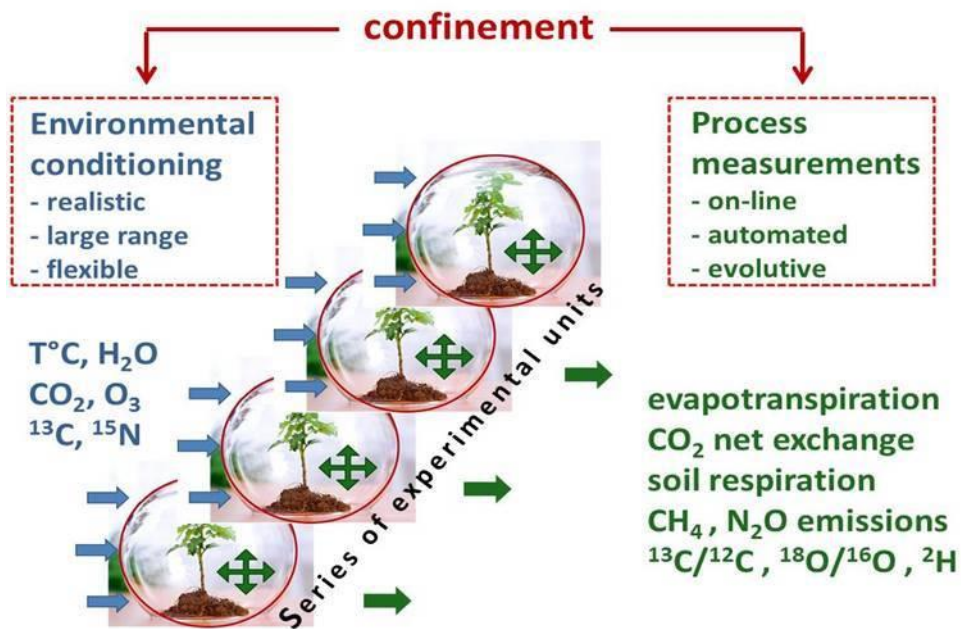 confinement
Environmental
conditioning
- realistic
- large range
- flexible
Process
measurements
- on-line
- automated
- evolutive
T°C, H₂O
CO₂, O₃
¹³C, ¹⁵N
Series of experimental units
evapotranspiration
CO₂ net exchange
soil respiration
CH₄ , N₂O emissions
¹³C/¹²C , ¹⁸O/¹⁶O , ²H